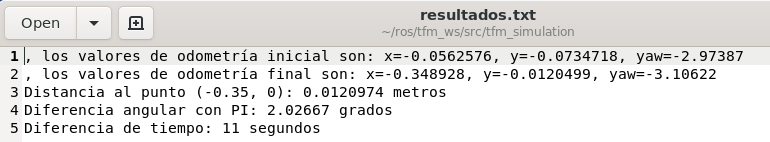 Open
resultados.txt
~/ros/tfm_ws/src/tfm_simulation
1 , los valores de odometría inicial son: x=-0.0562576, y=-0.0734718, yaw=-2.97387
2 , los valores de odometría final son: x=-0.348928, y=-0.0120499, yaw=-3.10622
3 Distancia al punto (-0.35, 0): 0.0120974 metros
4 Diferencia angular con PI: 2.02667 grados
5 Diferencia de tiempo: 11 segundos